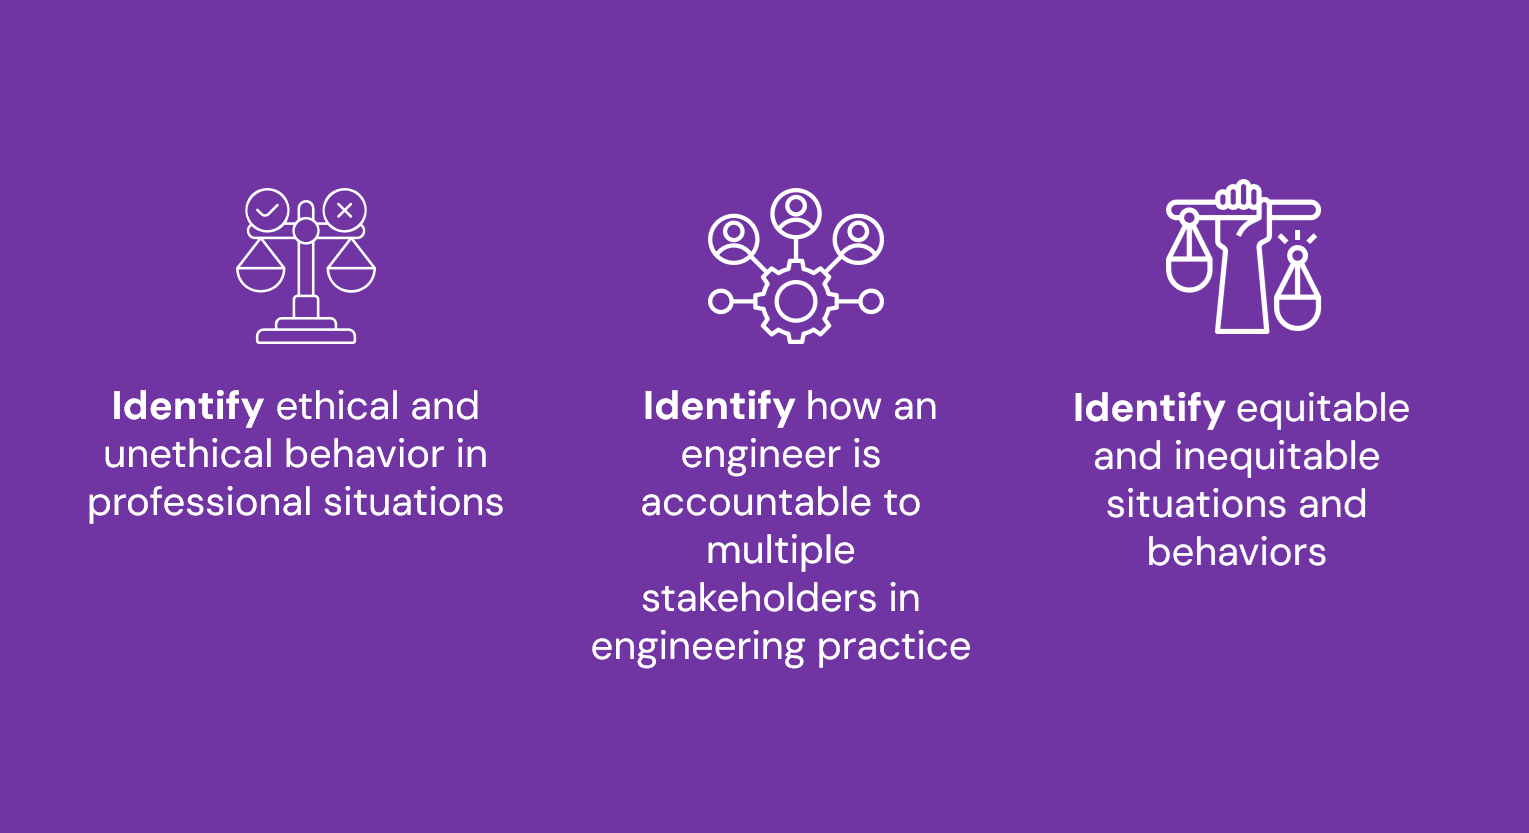 Identify ethical and
unethical behavior in
professional situations
Identify how an
engineer is
accountable to
multiple
stakeholders in
engineering practice
Identify equitable
and inequitable
situations and
behaviors